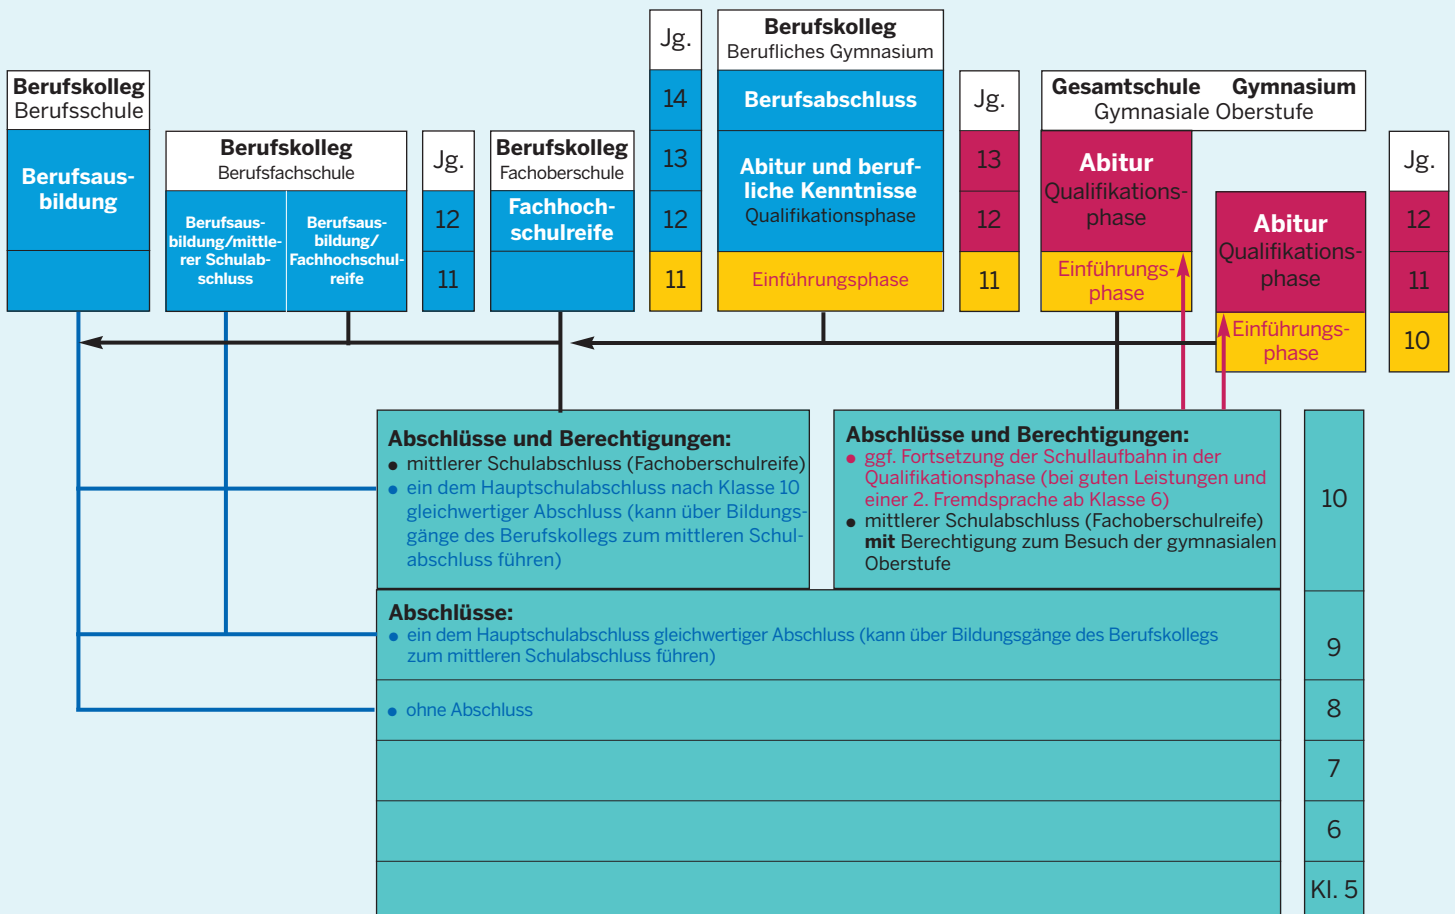 Berufskolleg
Berufsschule
Berufsaus-
bildung
Berufskolleg
Berufsfachschule
Berufsaus-
bildung/mittle-
rer Schulab-
schluss
Berufsaus-
bildung/
Fachhochschul-
reife
Jg.
12
11
Berufskolleg
Fachoberschule
Fachhoch-
schulreife
Jg.
14
13
12
11
Berufskolleg
Berufliches Gymnasium
Berufsabschluss
Abitur und beruf-
liche Kenntnisse
Qualifikationsphase
Einführungsphase
Jg.
13
12
11
Gesamtschule Gymnasium
Gymnasiale Oberstufe
Abitur
Qualifikations-
phase
Einführungs-
phase
Abitur
Qualifikations-
phase
Einführungs-
phase
Jg.
12
11
10
Abschlüsse und Berechtigungen:
● mittlerer Schulabschluss (Fachoberschulreife)
● ein dem Hauptschulabschluss nach Klasse 10
gleichwertiger Abschluss (kann über Bildungs-
gänge des Berufskollegs zum mittleren Schul-
abschluss führen)
Abschlüsse und Berechtigungen:
● ggf. Fortsetzung der Schullaufbahn in der
Qualifikationsphase (bei guten Leistungen und
einer 2. Fremdsprache ab Klasse 6)
● mittlerer Schulabschluss (Fachoberschulreife)
mit Berechtigung zum Besuch der gymnasialen
Oberstufe
10
Abschlüsse:
● ein dem Hauptschulabschluss gleichwertiger Abschluss (kann über Bildungsgänge des Berufskollegs
zum mittleren Schulabschluss führen)
9
● ohne Abschluss
8
7
6
Kl. 5